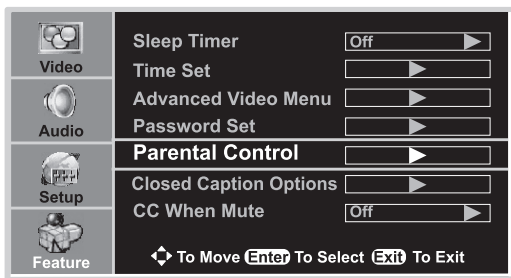 Video
Audio
Setup
Feature
Sleep Timer Off
Time Set
Advanced Video Menu
Password Set
Parental Control
Closed Caption Options
CC When Mute Off
To Move Enter To Select Exit To Exit